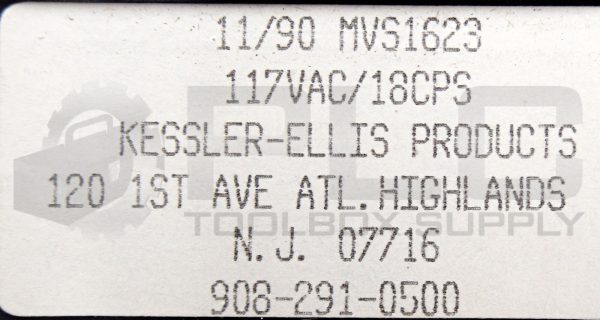 11/90 MVS1623
117VAC/18CPS
KESSLER-ELLIS PRODUCTS
120 1ST AVE ATL. HIGHLANDS
N.J. 07716
908-291-0500
PLC
TOOLBOX SUPPLY